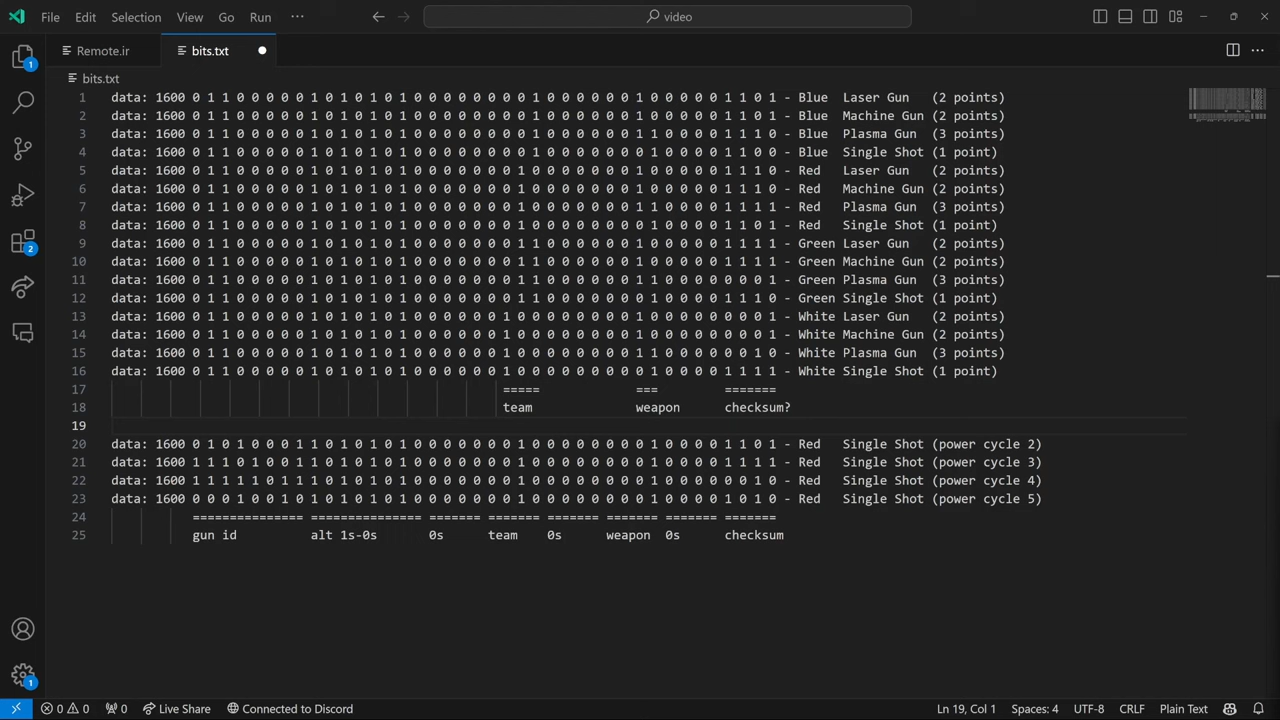 File Edit Selection View Go Run ··· video
Remote.ir bits.txt
bits.txt
1 data: 1600 0 1 1 0 0 0 0 0 1 0 1 0 1 0 1 0 0 0 0 0 0 0 0 1 0 0 0 0 0 0 1 0 0 0 0 0 1 1 0 1 - Blue Laser Gun (2 points)
2 data: 1600 0 1 1 0 0 0 0 0 1 0 1 0 1 0 1 0 0 0 0 0 0 0 0 1 0 0 0 0 0 0 1 0 0 0 0 0 1 1 0 1 - Blue Machine Gun (2 points)
3 data: 1600 0 1 1 0 0 0 0 0 1 0 1 0 1 0 1 0 0 0 0 0 0 0 0 1 0 0 0 0 0 0 1 1 0 0 0 0 1 1 1 0 - Blue Plasma Gun (3 points)
4 data: 1600 0 1 1 0 0 0 0 0 1 0 1 0 1 0 1 0 0 0 0 0 0 0 0 1 0 0 0 0 0 0 0 1 0 0 0 0 1 1 0 0 - Blue Single Shot (1 point)
5 data: 1600 0 1 1 0 0 0 0 0 1 0 1 0 1 0 1 0 0 0 0 0 0 0 1 0 0 0 0 0 0 0 1 0 0 0 0 0 1 1 1 0 - Red Laser Gun (2 points)
6 data: 1600 0 1 1 0 0 0 0 0 1 0 1 0 1 0 1 0 0 0 0 0 0 0 1 0 0 0 0 0 0 0 1 0 0 0 0 0 1 1 1 0 - Red Machine Gun (2 points)
7 data: 1600 0 1 1 0 0 0 0 0 1 0 1 0 1 0 1 0 0 0 0 0 0 0 1 0 0 0 0 0 0 0 1 1 0 0 0 0 1 1 1 1 - Red Plasma Gun (3 points)
8 data: 1600 0 1 1 0 0 0 0 0 1 0 1 0 1 0 1 0 0 0 0 0 0 0 1 0 0 0 0 0 0 0 0 1 0 0 0 0 1 1 0 1 - Red Single Shot (1 point)
9 data: 1600 0 1 1 0 0 0 0 0 1 0 1 0 1 0 1 0 0 0 0 0 0 0 1 1 0 0 0 0 0 0 1 0 0 0 0 0 1 1 1 1 - Green Laser Gun (2 points)
10 data: 1600 0 1 1 0 0 0 0 0 1 0 1 0 1 0 1 0 0 0 0 0 0 0 1 1 0 0 0 0 0 0 1 0 0 0 0 0 1 1 1 1 - Green Machine Gun (2 points)
11 data: 1600 0 1 1 0 0 0 0 0 1 0 1 0 1 0 1 0 0 0 0 0 0 0 1 1 0 0 0 0 0 0 1 1 0 0 0 0 0 0 0 1 - Green Plasma Gun (3 points)
12 data: 1600 0 1 1 0 0 0 0 0 1 0 1 0 1 0 1 0 0 0 0 0 0 0 1 1 0 0 0 0 0 0 0 1 0 0 0 0 1 1 1 0 - Green Single Shot (1 point)
13 data: 1600 0 1 1 0 0 0 0 0 1 0 1 0 1 0 1 0 0 0 0 0 0 1 0 0 0 0 0 0 0 0 1 0 0 0 0 0 0 0 0 1 - White Laser Gun (2 points)
14 data: 1600 0 1 1 0 0 0 0 0 1 0 1 0 1 0 1 0 0 0 0 0 0 1 0 0 0 0 0 0 0 0 1 0 0 0 0 0 0 0 0 1 - White Machine Gun (2 points)
15 data: 1600 0 1 1 0 0 0 0 0 1 0 1 0 1 0 1 0 0 0 0 0 0 1 0 0 0 0 0 0 0 0 1 1 0 0 0 0 0 0 1 0 - White Plasma Gun (3 points)
16 data: 1600 0 1 1 0 0 0 0 0 1 0 1 0 1 0 1 0 0 0 0 0 0 1 0 0 0 0 0 0 0 0 0 1 0 0 0 0 1 1 1 1 - White Single Shot (1 point)
17 ===== === =======
18 team weapon checksum?
19
20 data: 1600 0 1 0 1 0 0 0 1 1 0 1 0 1 0 1 0 0 0 0 0 0 0 1 0 0 0 0 0 0 0 0 1 0 0 0 0 1 1 0 1 - Red Single Shot (power cycle 2)
21 data: 1600 1 1 1 0 1 0 0 1 1 0 1 0 1 0 1 0 0 0 0 0 0 0 1 0 0 0 0 0 0 0 0 1 0 0 0 0 1 1 1 1 - Red Single Shot (power cycle 3)
22 data: 1600 1 1 1 1 1 0 1 1 1 0 1 0 1 0 1 0 0 0 0 0 0 0 1 0 0 0 0 0 0 0 0 1 0 0 0 0 0 0 1 0 - Red Single Shot (power cycle 4)
23 data: 1600 0 0 0 1 0 0 1 0 1 0 1 0 1 0 1 0 0 0 0 0 0 0 1 0 0 0 0 0 0 0 0 1 0 0 0 0 1 0 1 0 - Red Single Shot (power cycle 5)
24 =============== =============== ======= ======= ======= ======= ======= =======
25 gun id alt 1s-0s 0s team 0s weapon 0s checksum
0 0 0 Live Share Connected to Discord Ln 19, Col 1 Spaces: 4 UTF-8 CRLF Plain Text